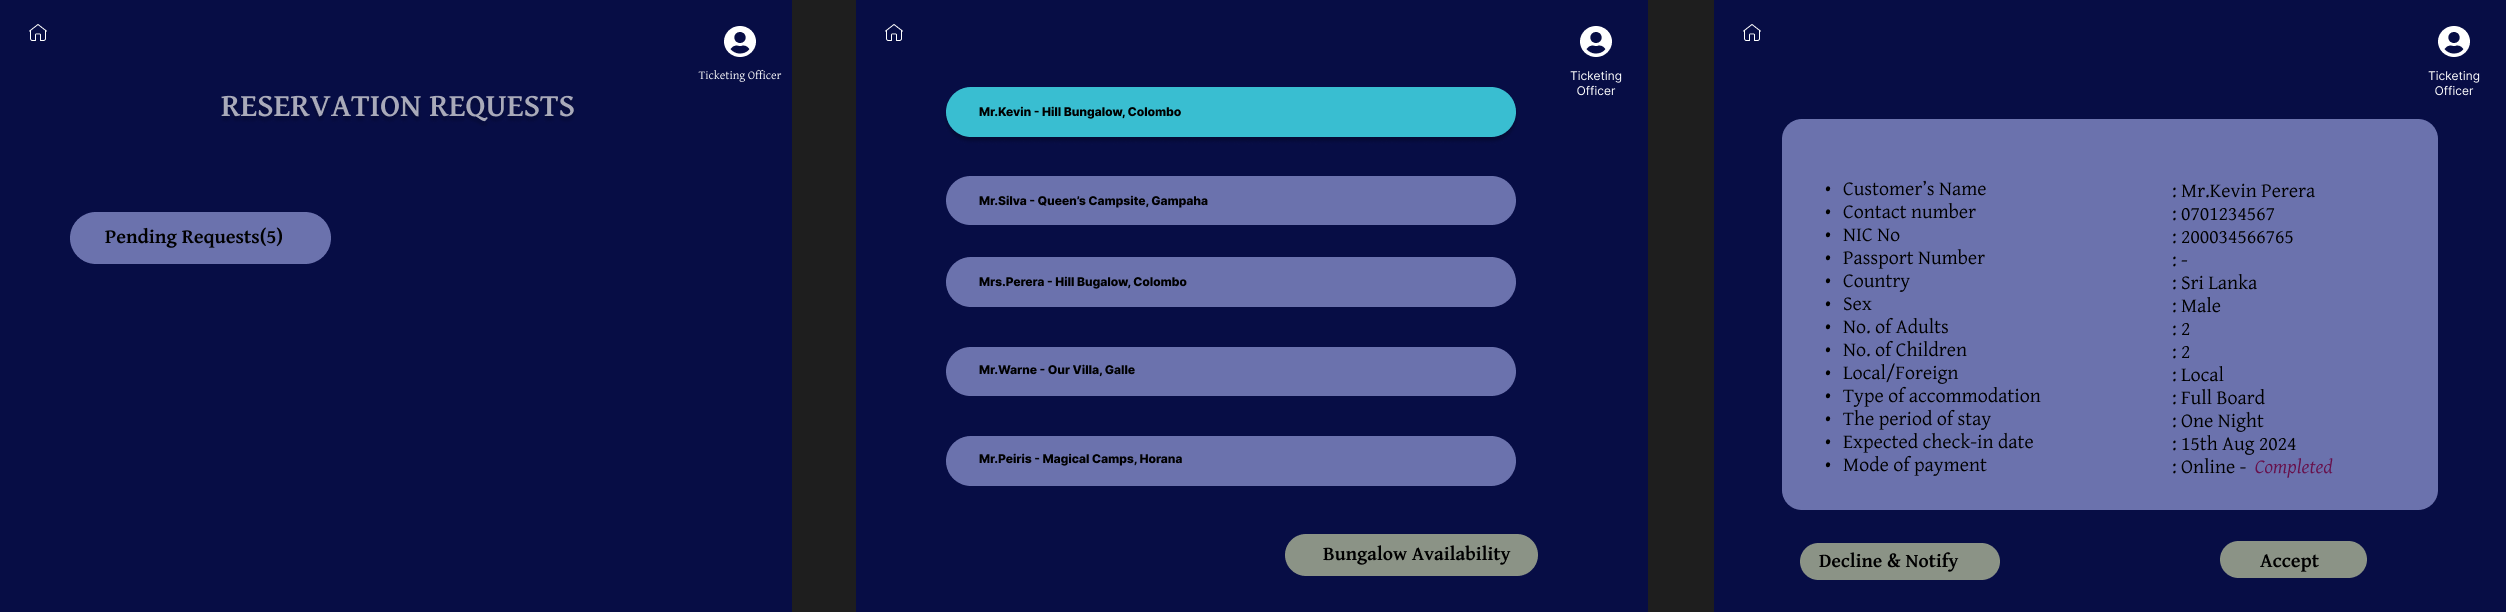 Ticketing Officer
RESERVATION REQUESTS
Pending Requests(5)
Ticketing
Officer
Mr.Kevin - Hill Bungalow, Colombo
Mr.Silva - Queen's Campsite, Gampaha
Mrs.Perera - Hill Bugalow, Colombo
Mr.Warne - Our Villa, Galle
Mr.Peiris - Magical Camps, Horana
Bungalow Availability
Ticketing
Officer
• Customer’s Name : Mr.Kevin Perera
• Contact number : 0701234567
• NIC No : 200034566765
• Passport Number : -
• Country : Sri Lanka
• Sex : Male
• No. of Adults : 2
• No. of Children : 2
• Local/Foreign : Local
• Type of accommodation : Full Board
• The period of stay : One Night
• Expected check-in date : 15th Aug 2024
• Mode of payment : Online - Completed
Decline & Notify
Accept